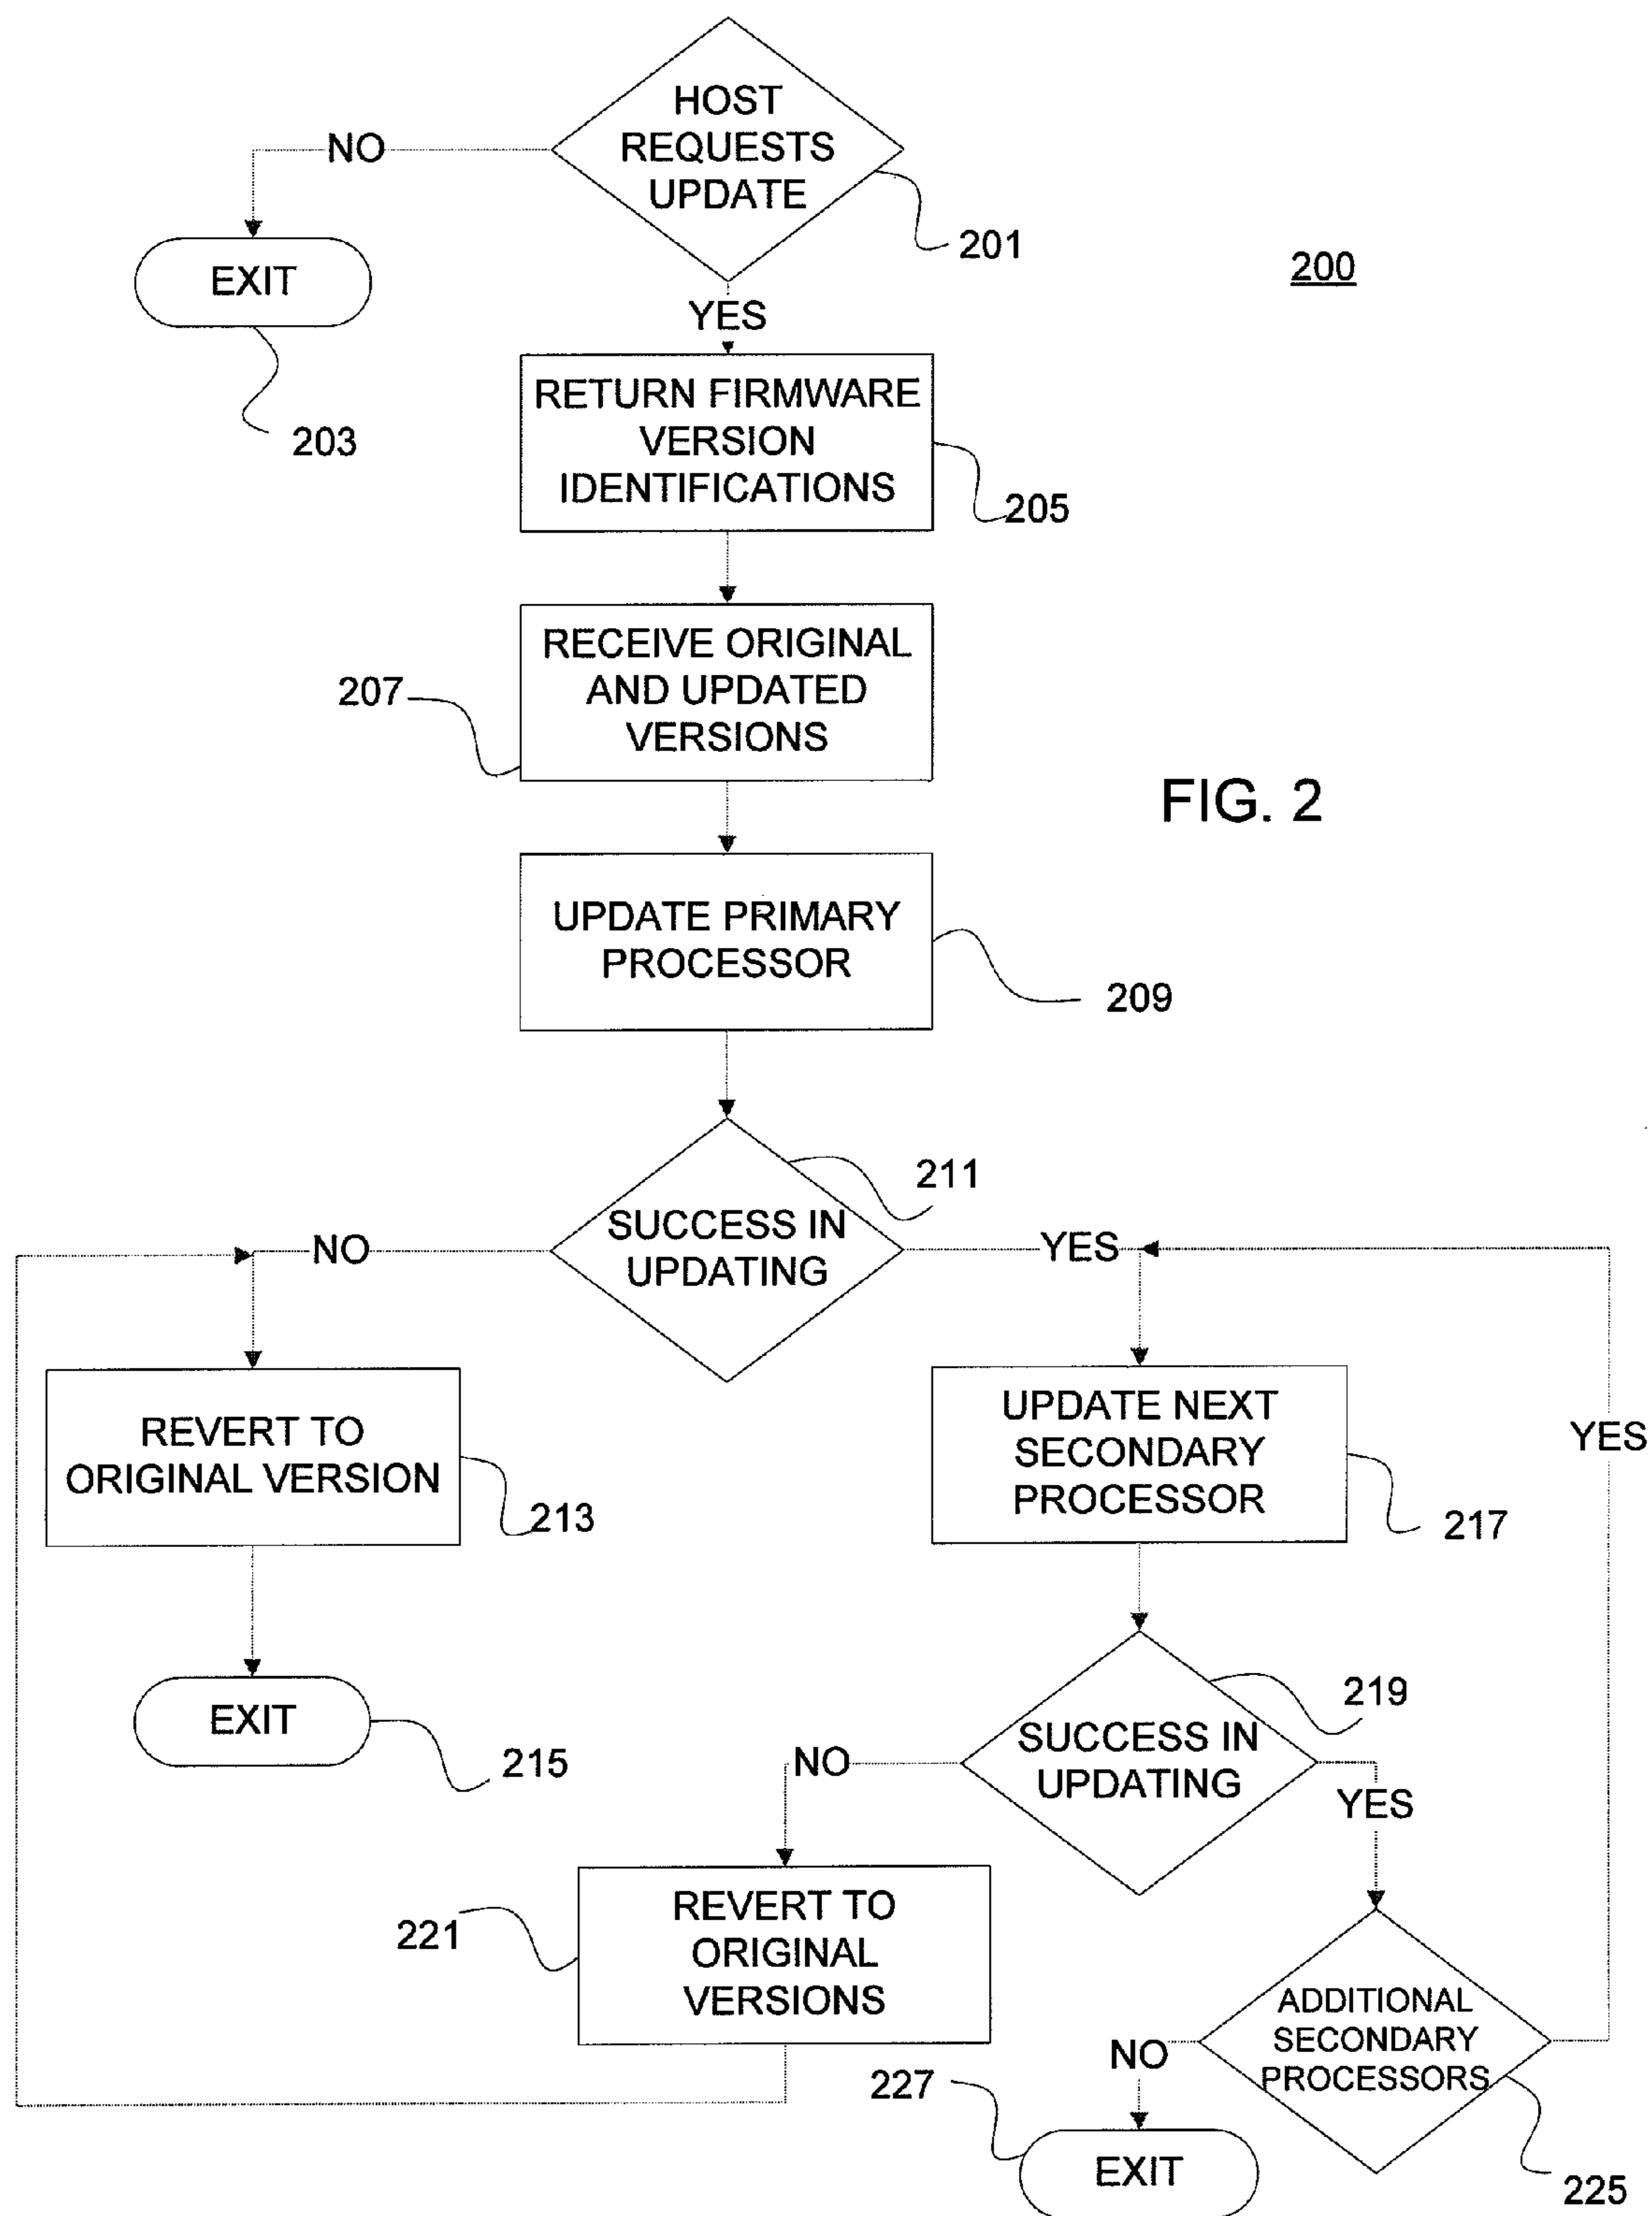 HOST
REQUESTS
UPDATE
NO
201
200
EXIT
YES
203
RETURN FIRMWARE
VERSION
IDENTIFICATIONS
205
RECEIVE ORIGINAL
AND UPDATED
VERSIONS
207
FIG. 2
UPDATE PRIMARY
PROCESSOR
209
211
SUCCESS IN
UPDATING
NO
YES
REVERT TO
ORIGINAL VERSION
213
UPDATE NEXT
SECONDARY
PROCESSOR
YES
217
EXIT
215
219
SUCCESS IN
UPDATING
NO
YES
REVERT TO
ORIGINAL
VERSIONS
221
ADDITIONAL
SECONDARY
PROCESSORS
NO
227
EXIT
225